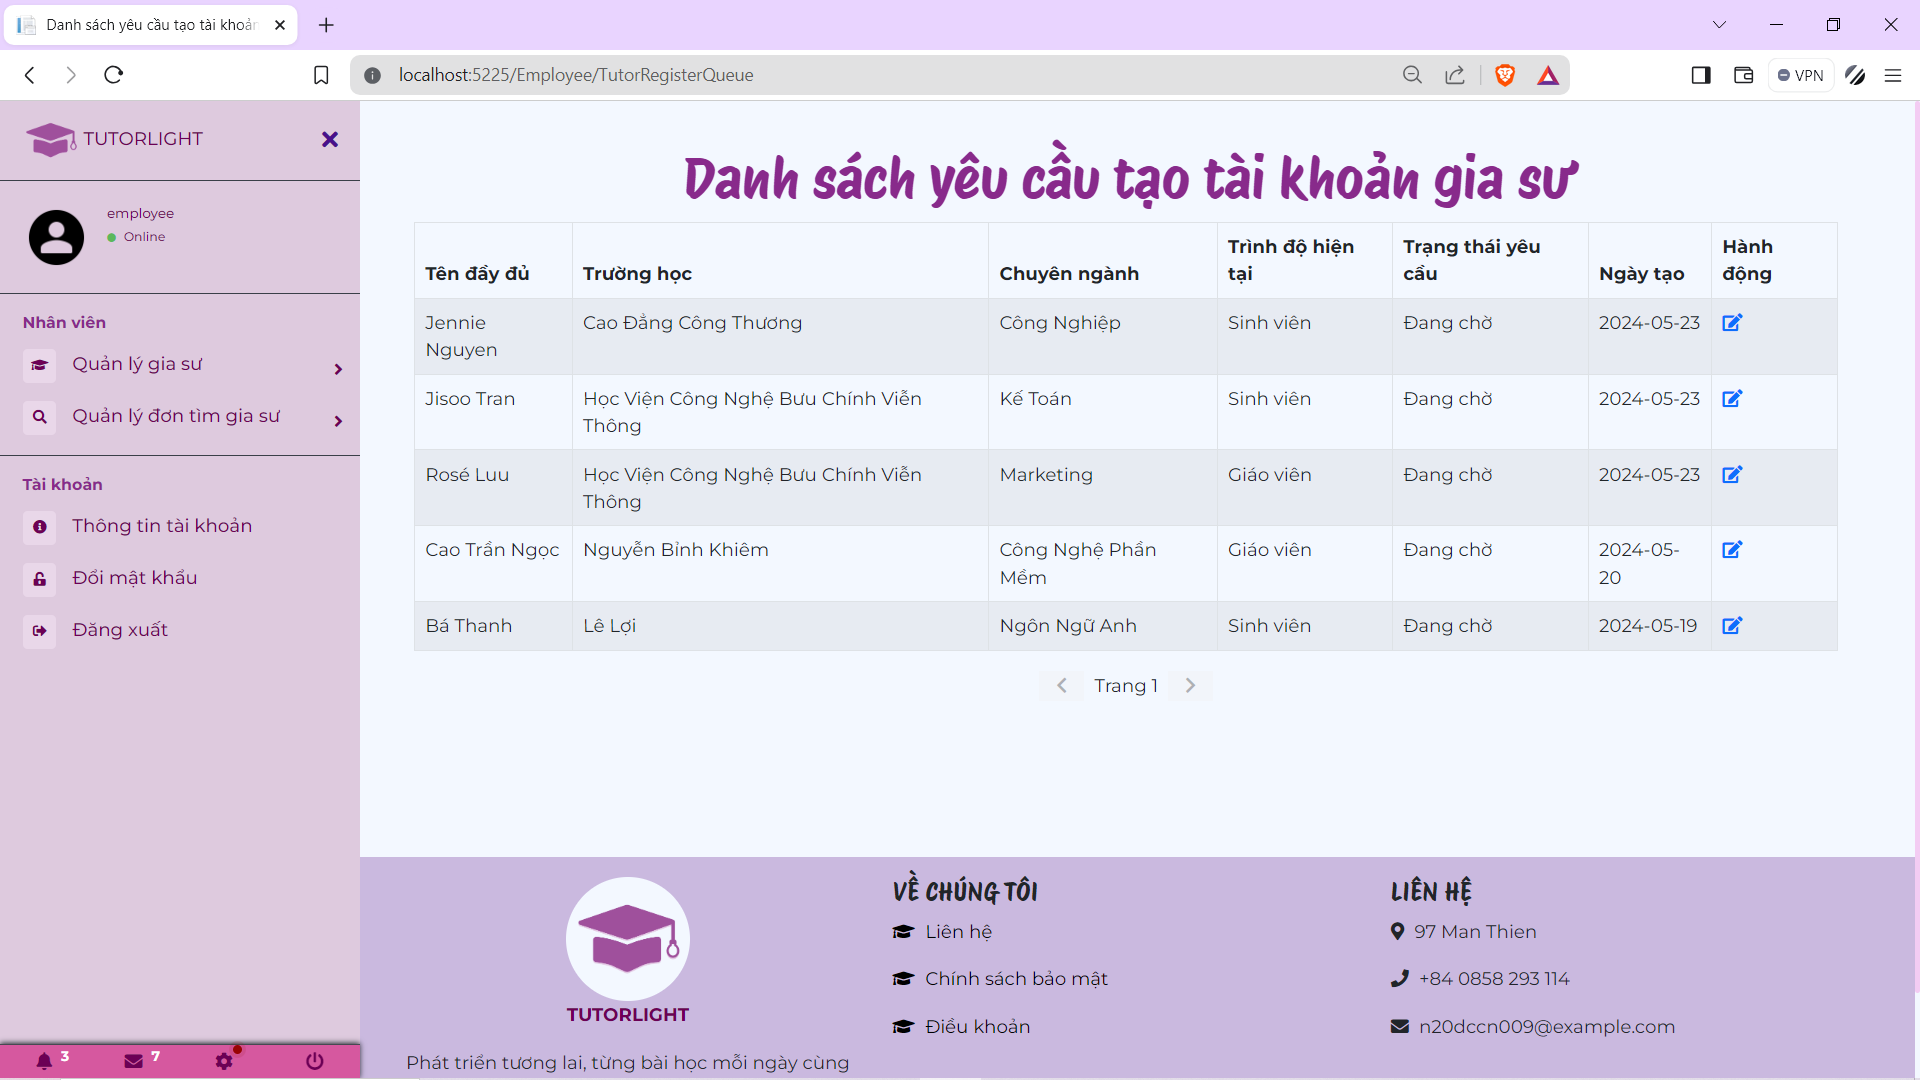 Danh sách yêu cầu tạo tài khoản
localhost:5225/Employee/TutorRegisterQueue
VPN
TUTORLIGHT
employee
Online
Nhân viên
Quản lý gia sư
Quản lý đơn tìm gia sư
Tài khoản
Thông tin tài khoản
Đổi mật khẩu
Đăng xuất
3 7
Danh sách yêu cầu tạo tài khoản gia sư
Tên đầy đủ Trường học Chuyên ngành Trình độ hiện tại Trạng thái yêu cầu Ngày tạo Hành động
Jennie Nguyen Cao Đẳng Công Thương Công Nghiệp Sinh viên Đang chờ 2024-05-23
Jisoo Tran Học Viện Công Nghệ Bưu Chính Viễn Thông Kế Toán Sinh viên Đang chờ 2024-05-23
Rosé Luu Học Viện Công Nghệ Bưu Chính Viễn Thông Marketing Giáo viên Đang chờ 2024-05-23
Cao Trần Ngọc Nguyễn Bỉnh Khiêm Công Nghệ Phần Mềm Giáo viên Đang chờ 2024-05-20
Bá Thanh Lê Lợi Ngôn Ngữ Anh Sinh viên Đang chờ 2024-05-19
Trang 1
TUTORLIGHT
Phát triển tương lai, từng bài học mỗi ngày cùng
VỀ CHÚNG TÔI
Liên hệ
Chính sách bảo mật
Điều khoản
LIÊN HỆ
97 Man Thien
+84 0858 293 114
n20dccn009@example.com